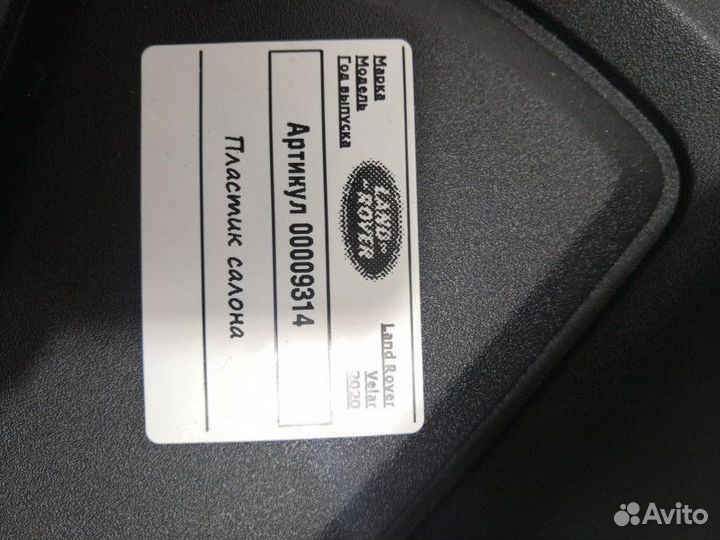 Марка Land Rover
Модель Velar
Год выпуска 2020
LAND
ROVER
Артикул 00009314
Пластик салона
Avito